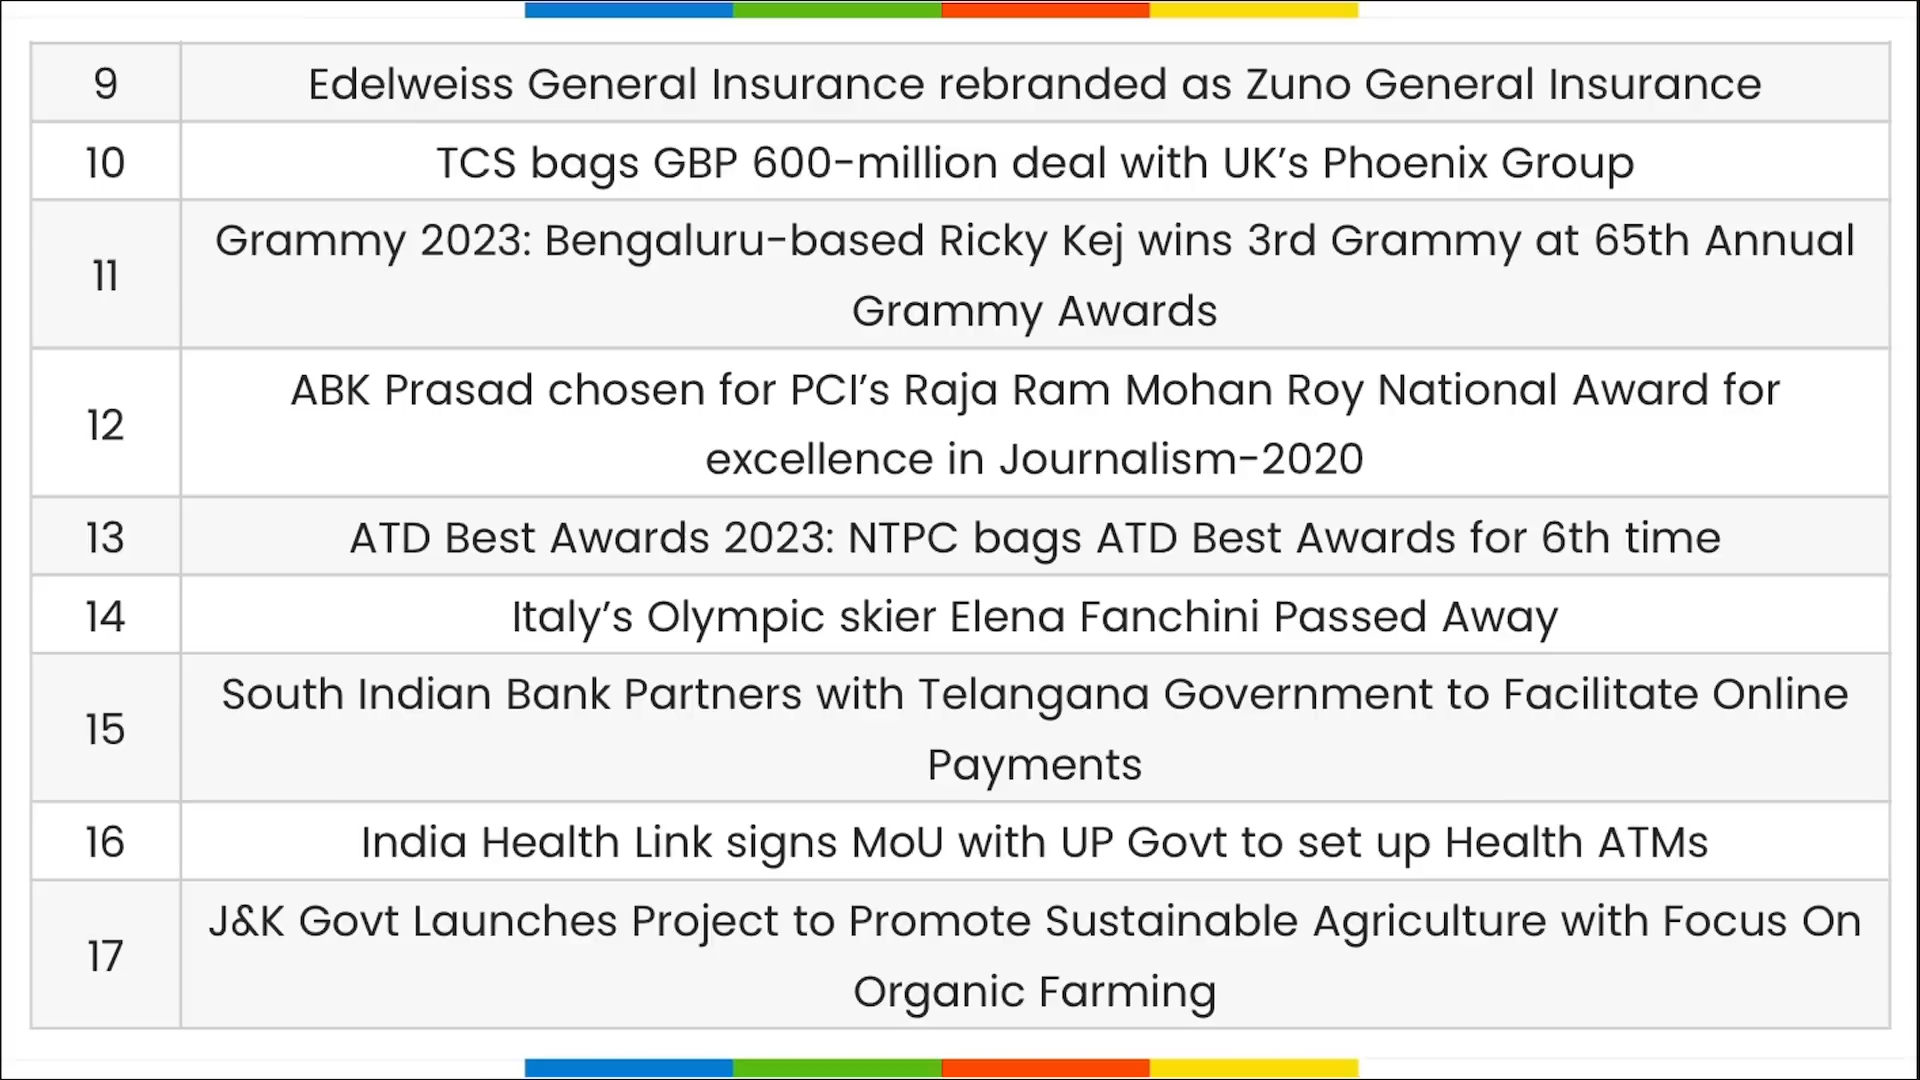 9
Edelweiss General Insurance rebranded as Zuno General Insurance
10
TCS bags GBP 600-million deal with UK’s Phoenix Group
11
Grammy 2023: Bengaluru-based Ricky Kej wins 3rd Grammy at 65th Annual
Grammy Awards
12
ABK Prasad chosen for PCI’s Raja Ram Mohan Roy National Award for
excellence in Journalism-2020
13
ATD Best Awards 2023: NTPC bags ATD Best Awards for 6th time
14
Italy’s Olympic skier Elena Fanchini Passed Away
15
South Indian Bank Partners with Telangana Government to Facilitate Online
Payments
16
India Health Link signs MoU with UP Govt to set up Health ATMs
17
J&K Govt Launches Project to Promote Sustainable Agriculture with Focus On
Organic Farming